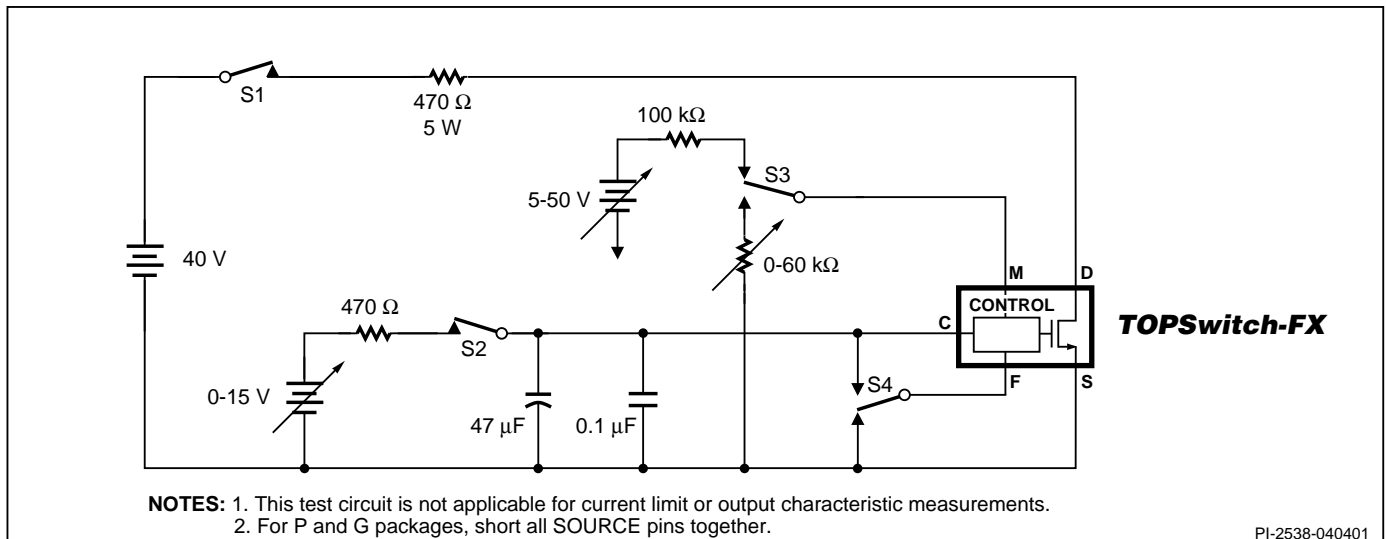 S1
470 Ω
5 W
100 kΩ
S3
5-50 V
40 V
0-60 kΩ
M
D
470 Ω
CONTROL
C
TOPSwitch-FX
S2
S4
F
S
0-15 V
47 μF
0.1 μF
NOTES: 1. This test circuit is not applicable for current limit or output characteristic measurements.
2. For P and G packages, short all SOURCE pins together.
PI-2538-040401